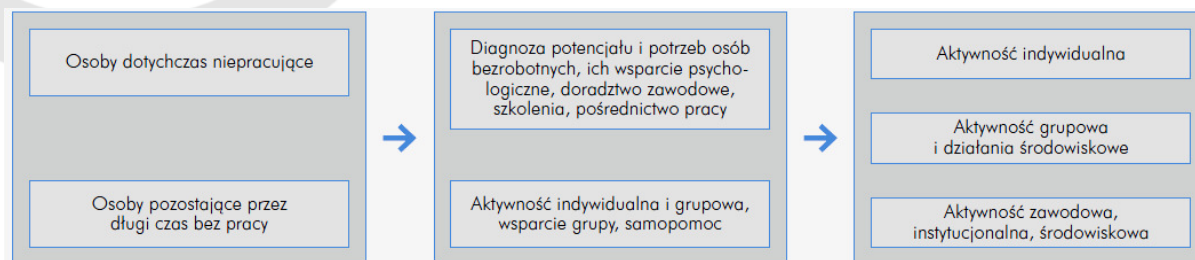 Osoby dotychczas niepracujące
Osoby pozostające przez
długi czas bez pracy
Diagnoza potencjału i potrzeb osób
bezrobotnych, ich wsparcie psycho-
logiczne, doradztwo zawodowe,
szkolenia, pośrednictwo pracy
Aktywność indywidualna i grupowa,
wsparcie grupy, samopomoc
Aktywność indywidualna
Aktywność grupowa
i działania środowiskowe
Aktywność zawodowa,
instytucjonalna, środowiskowa